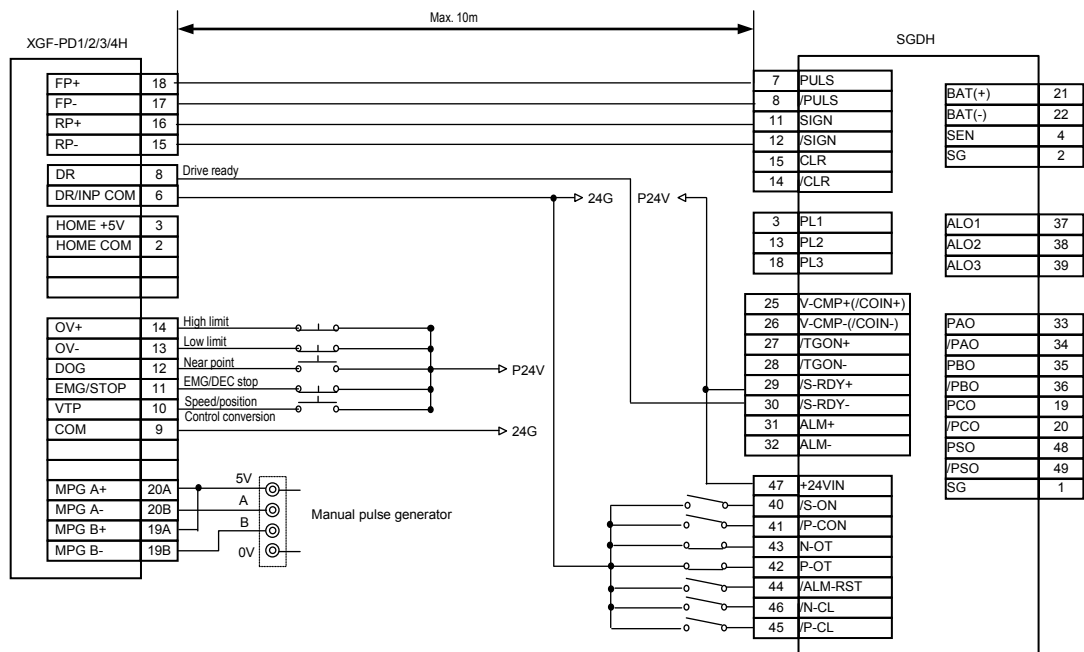 Max. 10m
XGF-PD1/2/3/4H
SGDH
FP+ 18
FP- 17
RP+ 16
RP- 15
DR 8 Drive ready
DR/INP COM 6
24G
P24V
HOME +5V 3
HOME COM 2
OV+ 14 High limit
OV- 13 Low limit
DOG 12 Near point
P24V
EMG/STOP 11 EMG/DEC stop
VTP 10 Speed/position
Control conversion
COM 9
24G
MPG A+ 20A
MPG A- 20B
MPG B+ 19A
MPG B- 19B
5V
A
B
0V
Manual pulse generator
7 PULS
8 /PULS
11 SIGN
12 /SIGN
15 CLR
14 /CLR
3 PL1
13 PL2
18 PL3
25 V-CMP+(/COIN+)
26 V-CMP-(/COIN-)
27 /TGON+
28 /TGON-
29 /S-RDY+
30 /S-RDY-
31 ALM+
32 ALM-
47 +24VIN
40 /S-ON
41 /P-CON
43 N-OT
42 P-OT
44 /ALM-RST
46 /N-CL
45 /P-CL
BAT(+) 21
BAT(-) 22
SEN 4
SG 2
ALO1 37
ALO2 38
ALO3 39
PAO 33
/PAO 34
PBO 35
/PBO 36
PCO 19
/PCO 20
PSO 48
/PSO 49
SG 1